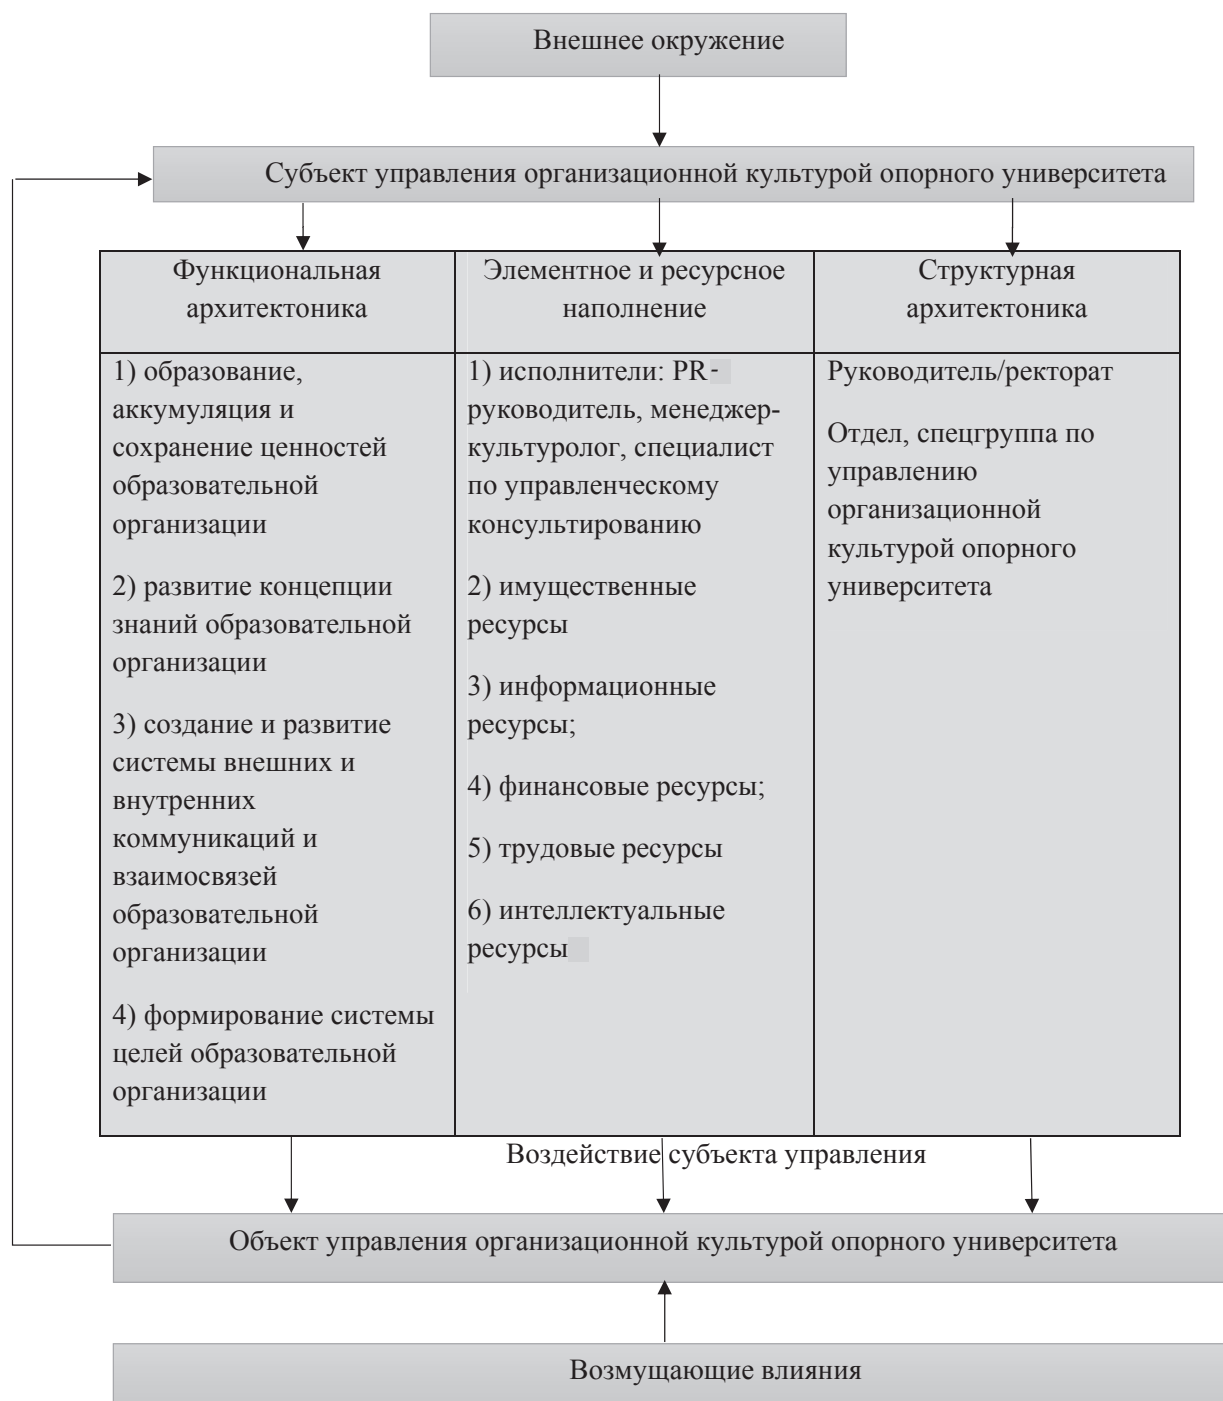 Внешнее окружение
Субъект управления организационной культурой опорного университета
Функциональная
архитектоника
Элементное и ресурсное
наполнение
Структурная
архитектоника
1) образование,
аккумуляция и
сохранение ценностей
образовательной
организации
2) развитие концепции
знаний образовательной
организации
3) создание и развитие
системы внешних и
внутренних
коммуникаций и
взаимосвязей
образовательной
организации
4) формирование системы
целей образовательной
организации
1) исполнители: PR-
руководитель, менеджер-
культуролог, специалист
по управленческому
консультированию
2) имущественные
ресурсы
3) информационные
ресурсы;
4) финансовые ресурсы;
5) трудовые ресурсы
6) интеллектуальные
ресурсы
Руководитель/ректорат
Отдел, спецгруппа по
управлению
организационной
культурой опорного
университета
Воздействие субъекта управления
Объект управления организационной культурой опорного университета
Возмущающие влияния